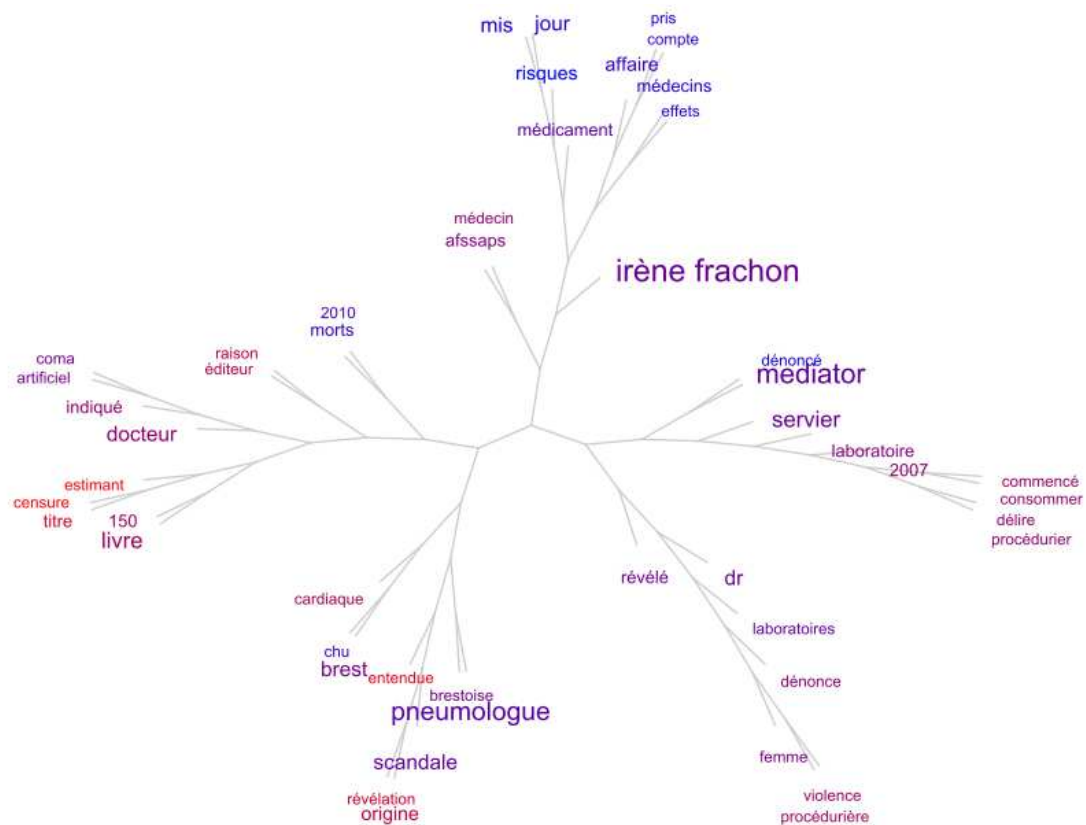 mis jour
pris
compte
affaire
risques
médecins
effets
médicament
médecin
afssaps
irène frachon
2010
morts
coma
artificiel
raison
éditeur
dénoncé
médiator
indiqué
docteur
servier
laboratoire
2007
commencé
consommer
délire
procédurier
estimant
censure
titre
150
livre
révélé
dr
cardiaque
laboratoires
chu
brest
entendue
dénonce
brestoise
pneumologue
scandale
femme
révélation
origine
violence
procédurière